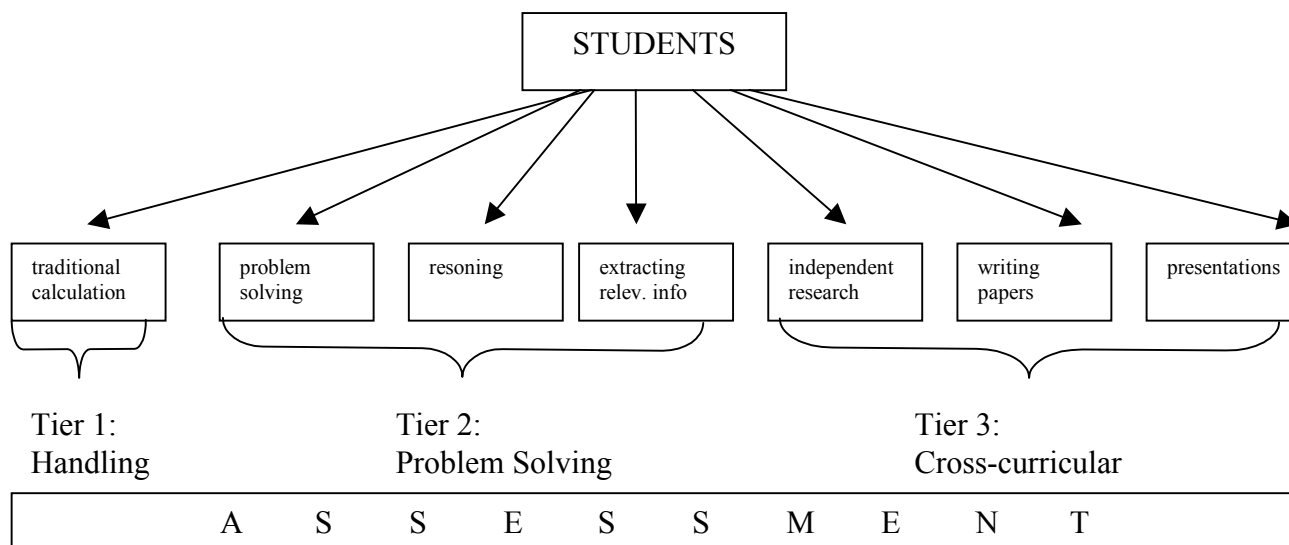 STUDENTS
traditional
calculation
problem
solving
resoning
extracting
relev. info
independent
research
writing
papers
presentations
Tier 1:
Handling
Tier 2:
Problem Solving
Tier 3:
Cross-curricular
A S S E S S M E N T